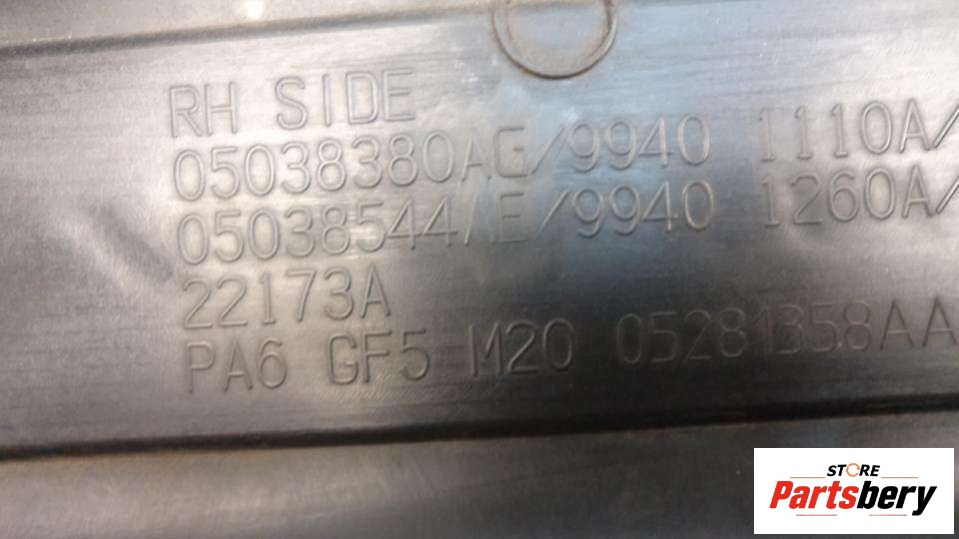 RH SIDE
05038380AG/9940 1110A/
05038544AE/9940 1260A/
22173A
PA6 GF5 M20 05281358AA
STORE
Partsbery